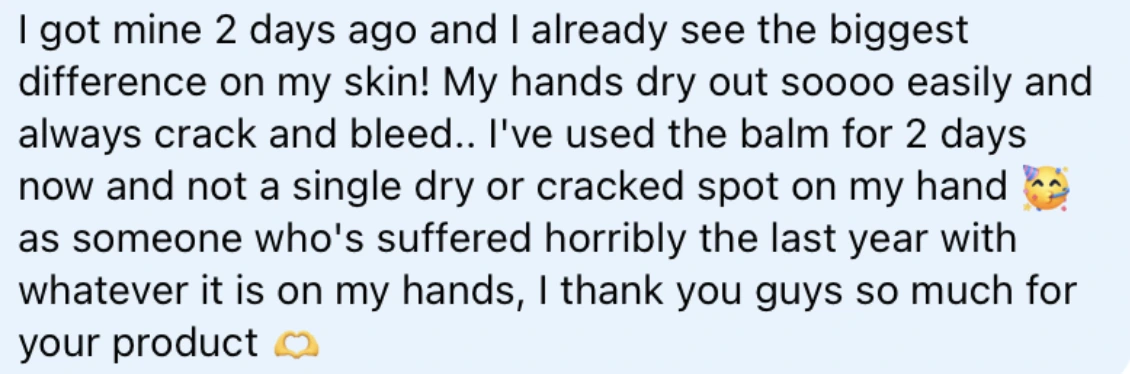 I got mine 2 days ago and I already see the biggest
difference on my skin! My hands dry out soooo easily and
always crack and bleed.. I've used the balm for 2 days
now and not a single dry or cracked spot on my hand 🥳
as someone who's suffered horribly the last year with
whatever it is on my hands, I thank you guys so much for
your product 🫶